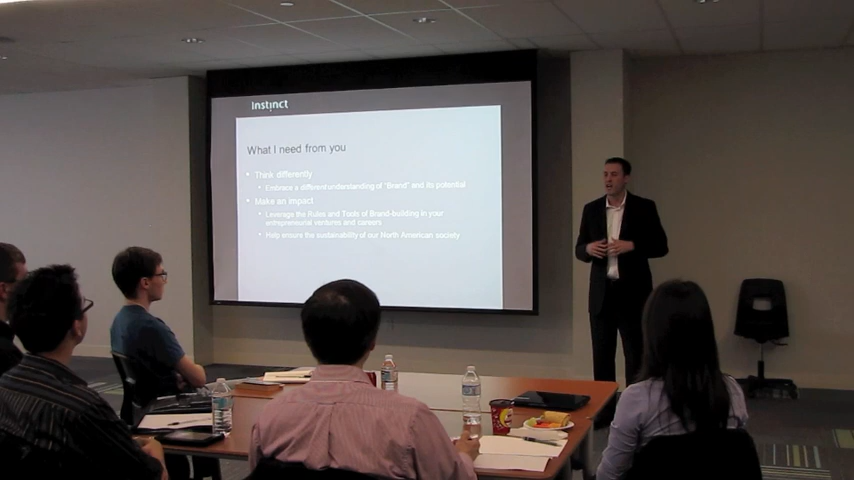 Instinct
What I need from you
• Think differently
• Embrace a different understanding of "Brand" and its potential
• Make an impact
• Leverage the Rules and Tools of Brand-building in your
entrepreneurial ventures and careers
• Help ensure the sustainability of our North American society